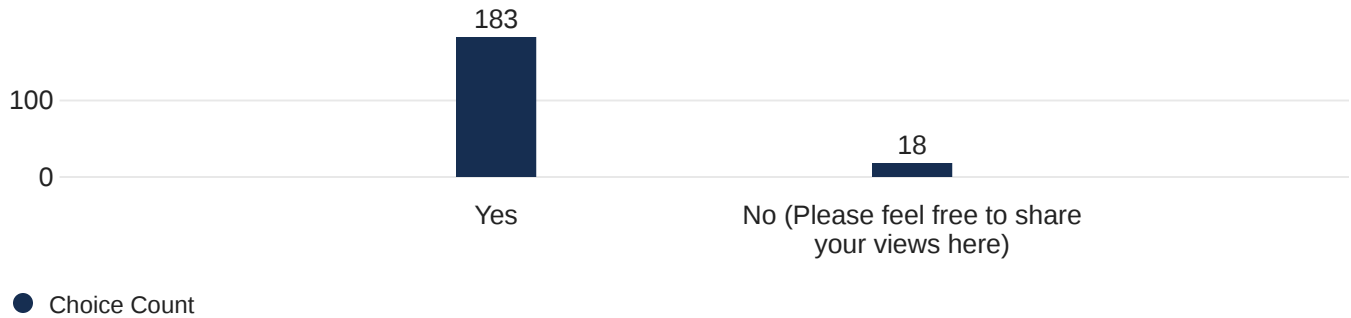 183
100
18
0
Yes
No (Please feel free to share
your views here)
Choice Count